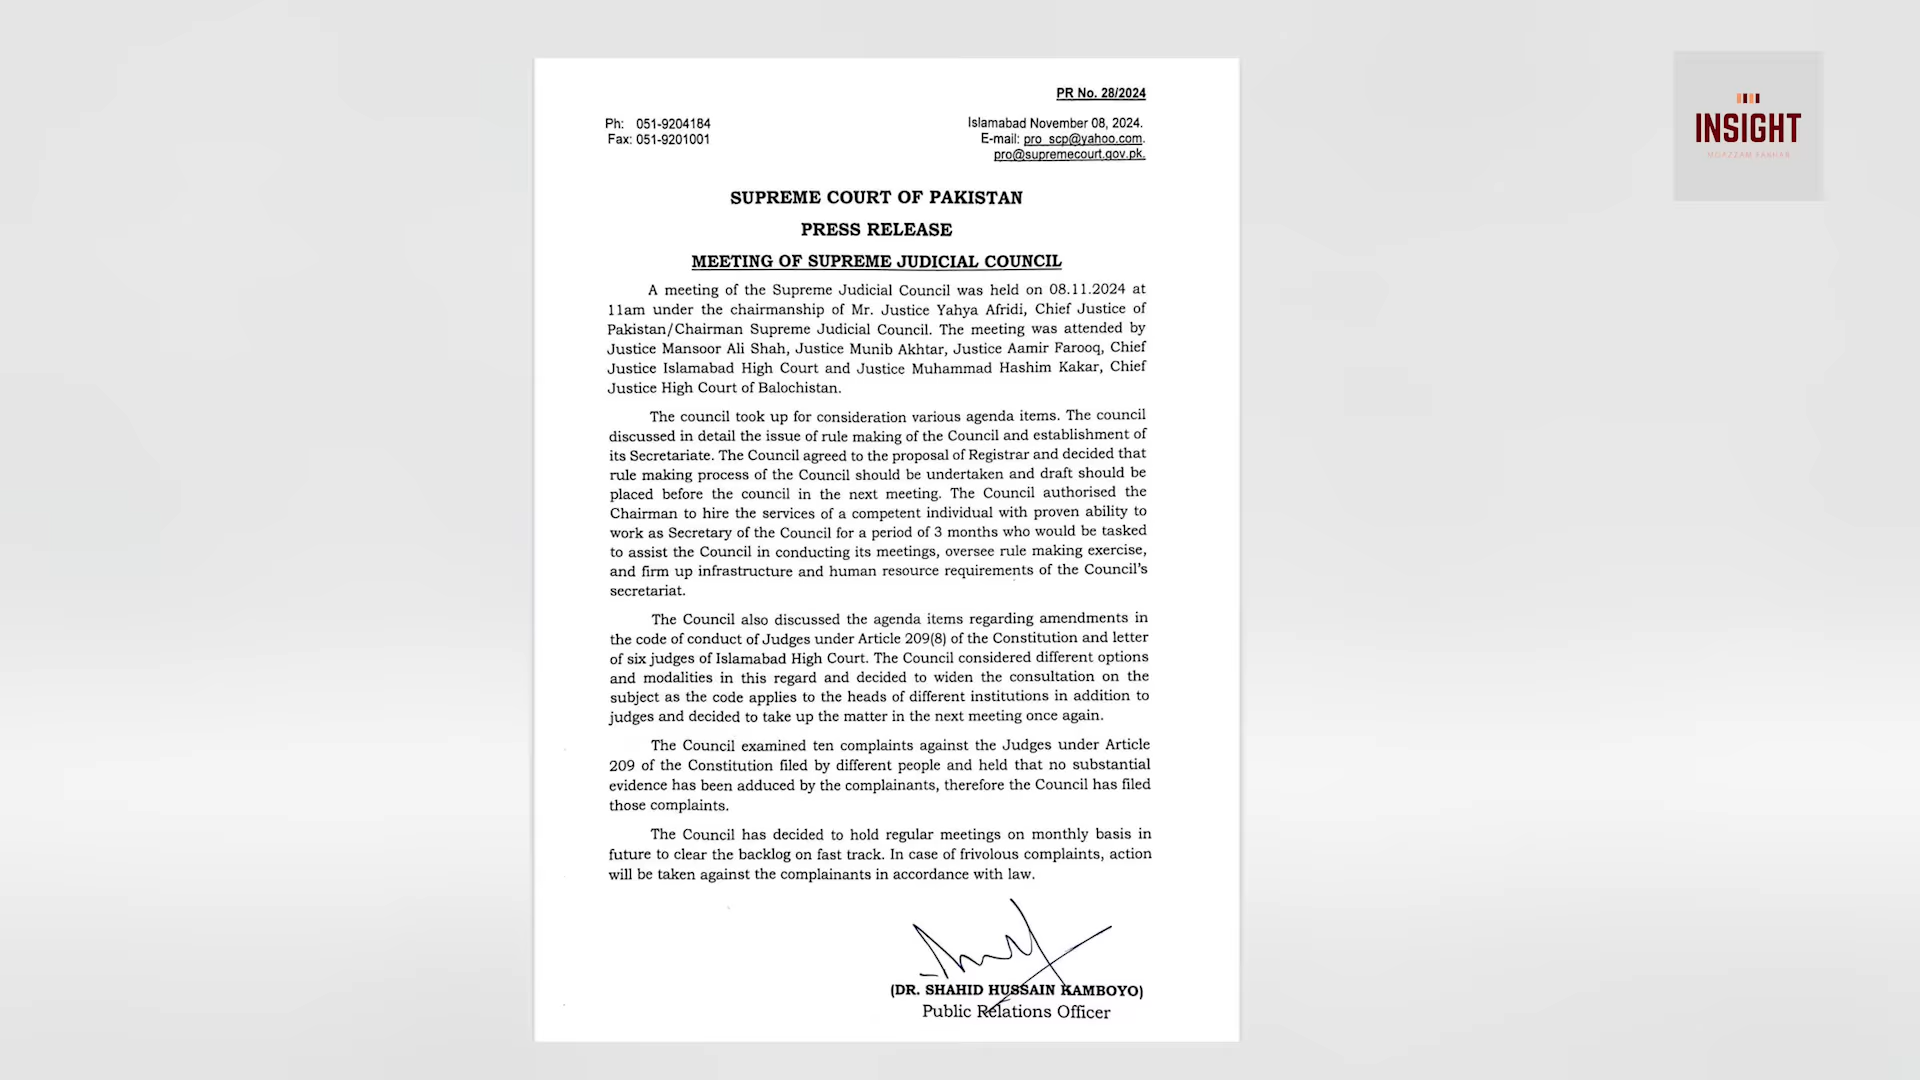 PR No. 28/2024
Ph: 051-9204184
Fax: 051-9201001
Islamabad November 08, 2024.
E-mail: pro_scp@yahoo.com.
pro@supremecourt.gov.pk.
INSIGHT
MOAZZAM FAKHAR
SUPREME COURT OF PAKISTAN
PRESS RELEASE
MEETING OF SUPREME JUDICIAL COUNCIL
A meeting of the Supreme Judicial Council was held on 08.11.2024 at
11am under the chairmanship of Mr. Justice Yahya Afridi, Chief Justice of
Pakistan/Chairman Supreme Judicial Council. The meeting was attended by
Justice Mansoor Ali Shah, Justice Munib Akhtar, Justice Aamir Farooq, Chief
Justice Islamabad High Court and Justice Muhammad Hashim Kakar, Chief
Justice High Court of Balochistan.
The council took up for consideration various agenda items. The council
discussed in detail the issue of rule making of the Council and establishment of
its Secretariate. The Council agreed to the proposal of Registrar and decided that
rule making process of the Council should be undertaken and draft should be
placed before the council in the next meeting. The Council authorised the
Chairman to hire the services of a competent individual with proven ability to
work as Secretary of the Council for a period of 3 months who would be tasked
to assist the Council in conducting its meetings, oversee rule making exercise,
and firm up infrastructure and human resource requirements of the Council's
secretariat.
The Council also discussed the agenda items regarding amendments in
the code of conduct of Judges under Article 209(8) of the Constitution and letter
of six judges of Islamabad High Court. The Council considered different options
and modalities in this regard and decided to widen the consultation on the
subject as the code applies to the heads of different institutions in addition to
judges and decided to take up the matter in the next meeting once again.
The Council examined ten complaints against the Judges under Article
209 of the Constitution filed by different people and held that no substantial
evidence has been adduced by the complainants, therefore the Council has filed
those complaints.
The Council has decided to hold regular meetings on monthly basis in
future to clear the backlog on fast track. In case of frivolous complaints, action
will be taken against the complainants in accordance with law.
(DR. SHAHID HUSSAIN KAMBOYO)
Public Relations Officer